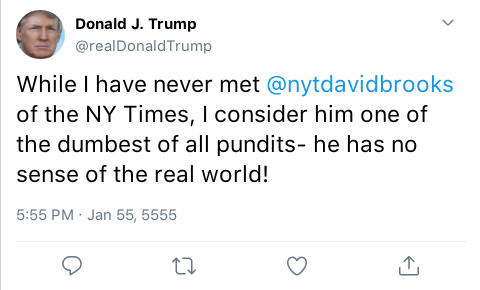 Donald J. Trump
@realDonaldTrump
While I have never met @nytdavidbrooks
of the NY Times, I consider him one of
the dumbest of all pundits- he has no
sense of the real world!
5:55 PM · Jan 55, 5555